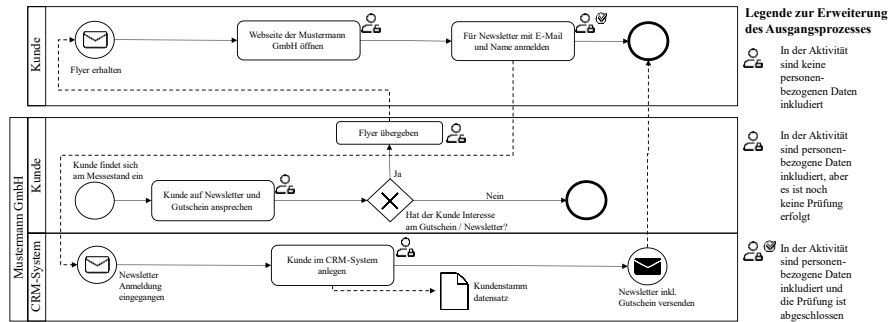 Kunde
Flyer erhalten
Webseite der Mustermann
GmbH öffnen
Für Newsletter mit E-Mail
und Name anmelden
Mustermann GmbH
Kunde
Kunde findet sich
am Messestand ein
Kunde auf Newsletter und
Gutschein ansprechen
Flyer übergeben
Ja
Nein
Hat der Kunde Interesse
am Gutschein / Newsletter?
CRM-System
Newsletter
Anmeldung
eingegangen
Kunde im CRM-System
anlegen
Kundenstamm
datensatz
Newsletter inkl.
Gutschein versenden
Legende zur Erweiterung
des Ausgangsprozesses
In der Aktivität
sind keine
personen-
bezogenen Daten
inkludiert
In der Aktivität
sind personen-
bezogene Daten
inkludiert, aber
es ist noch
keine Prüfung
erfolgt
In der Aktivität
sind personen-
bezogene Daten
inkludiert und
die Prüfung ist
abgeschlossen